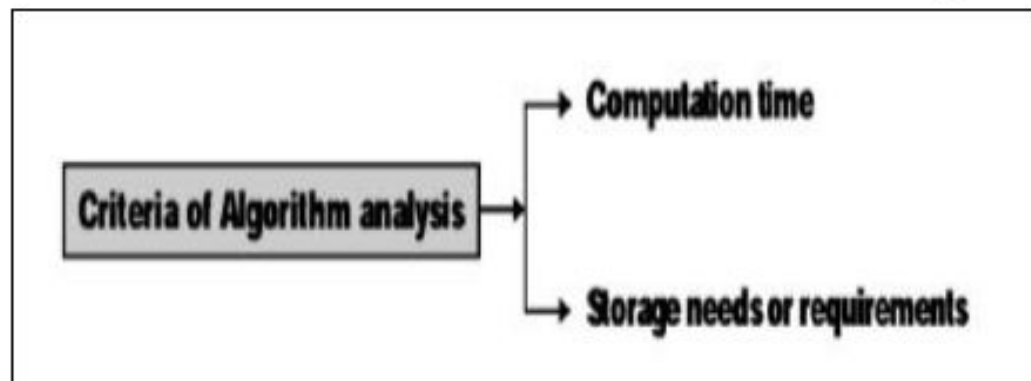 Computation time
Criteria of Algorithm analysis
Storage needs or requirements